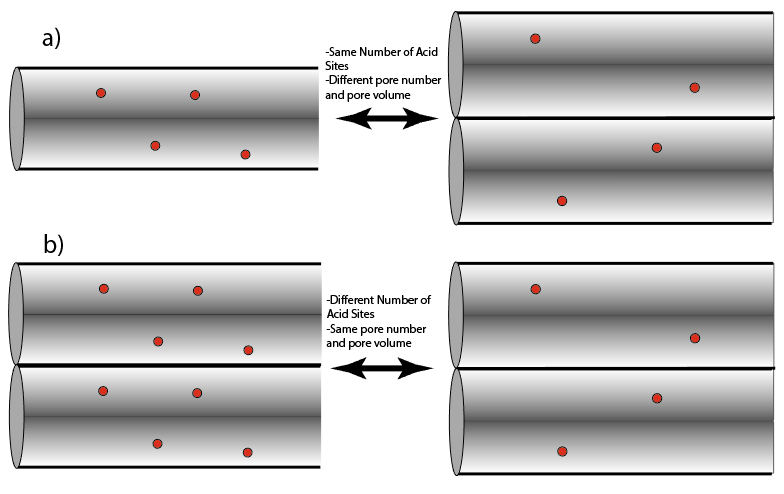 a)
-Same Number of Acid
Sites
-Different pore number
and pore volume
b)
-Different Number of
Acid Sites
-Same pore number
and pore volume